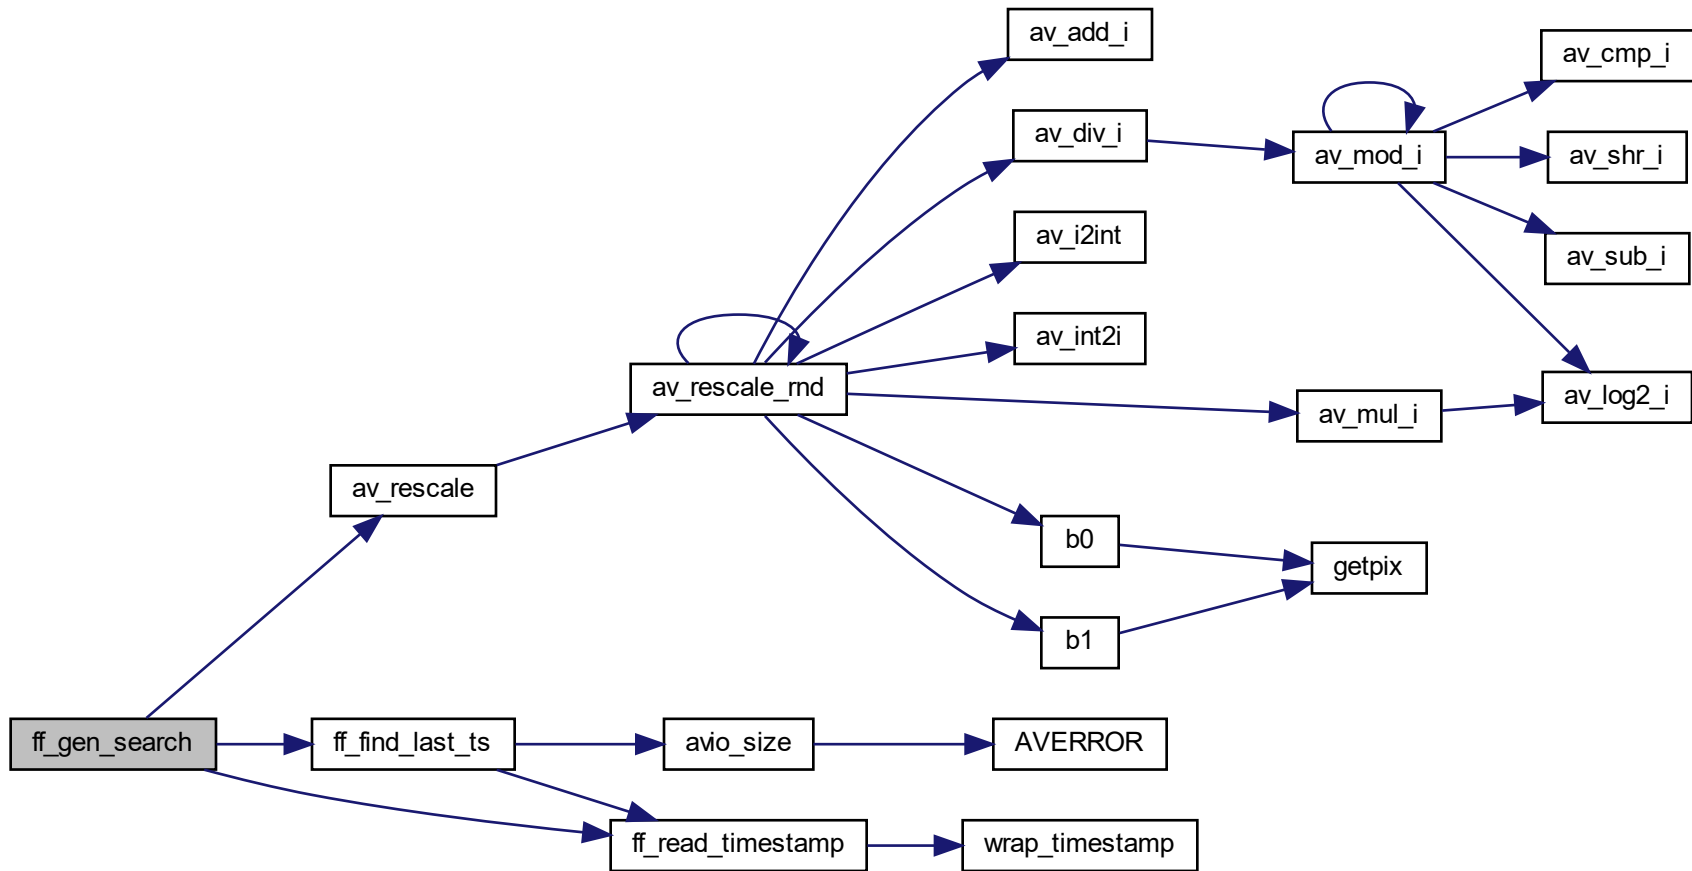 av_add_i
av_cmp_i
av_div_i
av_mod_i
av_shr_i
av_i2int
av_sub_i
av_int2i
av_rescale_rnd
av_mul_i
av_log2_i
av_rescale
b0
getpix
b1
ff_gen_search
ff_find_last_ts
avio_size
AVERROR
ff_read_timestamp
wrap_timestamp